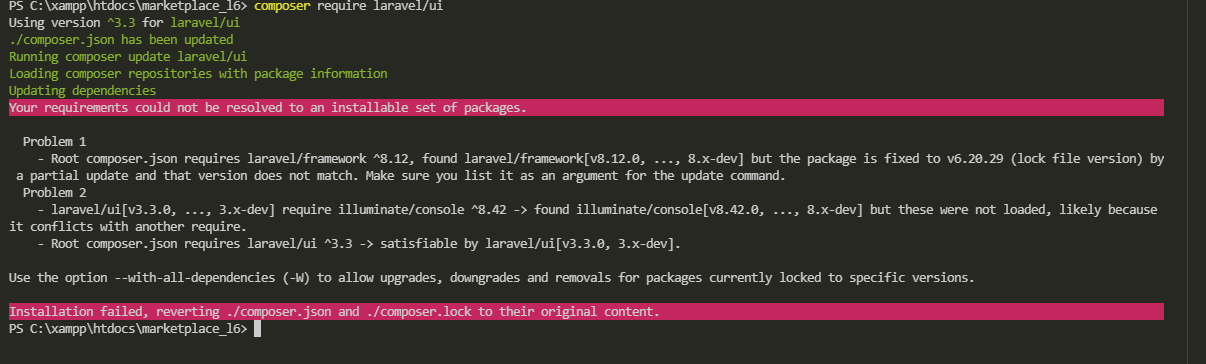 PS C:\xampp\htdocs\marketplace_l6> composer require laravel/ui
Using version ^3.3 for laravel/ui
./composer.json has been updated
Running composer update laravel/ui
Loading composer repositories with package information
Updating dependencies
Your requirements could not be resolved to an installable set of packages.
Problem 1
- Root composer.json requires laravel/framework ^8.12, found laravel/framework[v8.12.0, ..., 8.x-dev] but the package is fixed to v6.20.29 (lock file version) by
a partial update and that version does not match. Make sure you list it as an argument for the update command.
Problem 2
- laravel/ui[v3.3.0, ..., 3.x-dev] require illuminate/console ^8.42 -> found illuminate/console[v8.42.0, ..., 8.x-dev] but these were not loaded, likely because
it conflicts with another require.
- Root composer.json requires laravel/ui ^3.3 -> satisfiable by laravel/ui[v3.3.0, 3.x-dev].
Use the option --with-all-dependencies (-W) to allow upgrades, downgrades and removals for packages currently locked to specific versions.
Installation failed, reverting ./composer.json and ./composer.lock to their original content.
PS C:\xampp\htdocs\marketplace_l6>